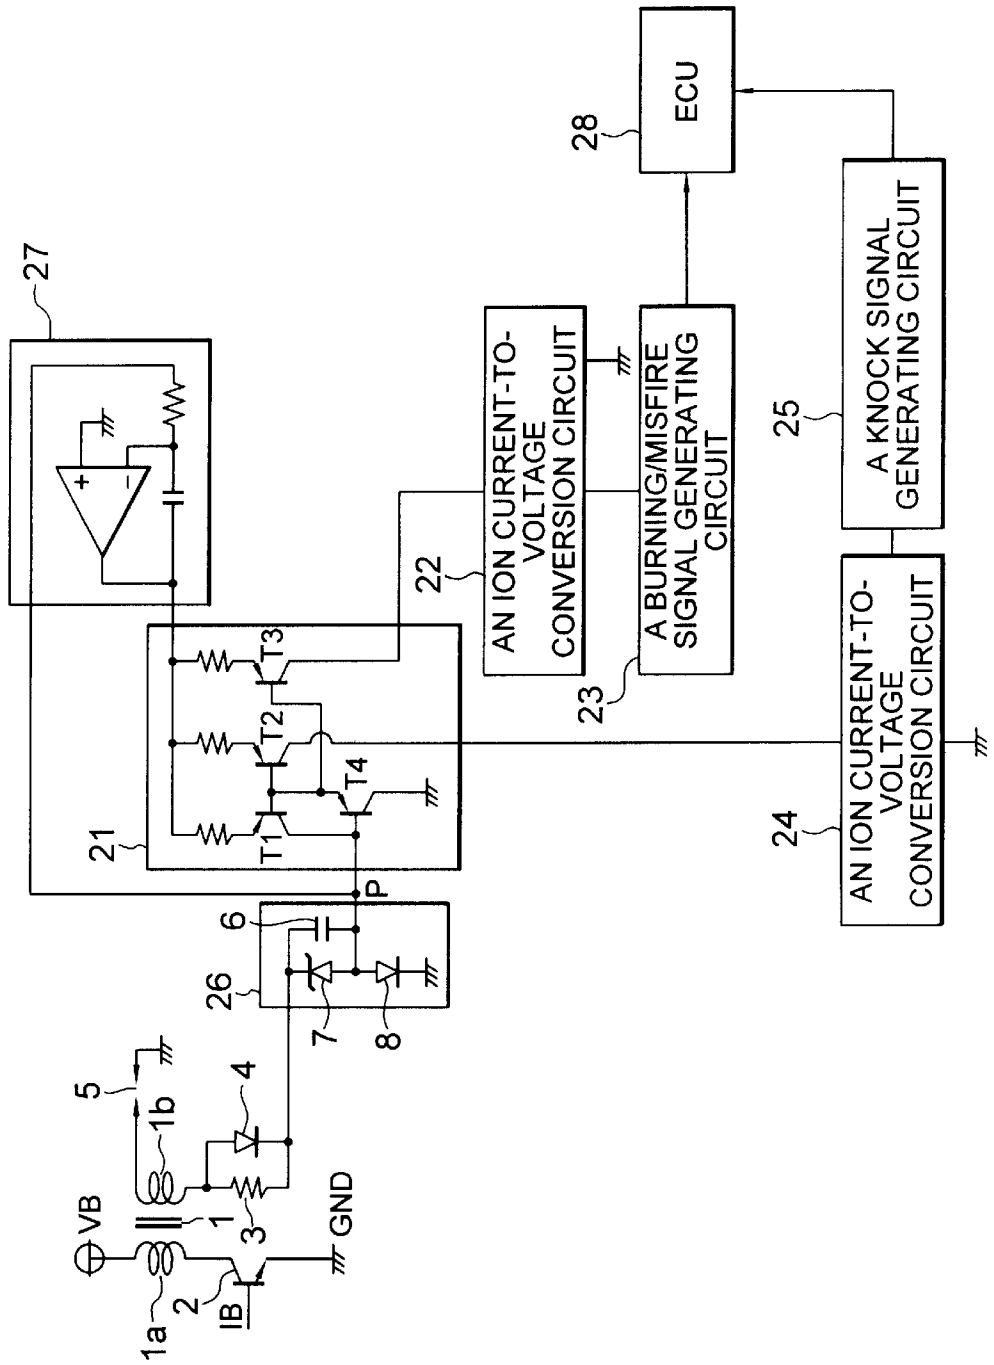 VB
1a
1
1b
5
IB
2
3
4
GND
26
6
7
8
P
21
T1
T2
T3
T4
27
+
−
22
AN ION CURRENT-TO-
VOLTAGE
CONVERSION CIRCUIT
23
A BURNING/MISFIRE
SIGNAL GENERATING
CIRCUIT
24
AN ION CURRENT-TO-
VOLTAGE
CONVERSION CIRCUIT
25
A KNOCK SIGNAL
GENERATING CIRCUIT
28
ECU